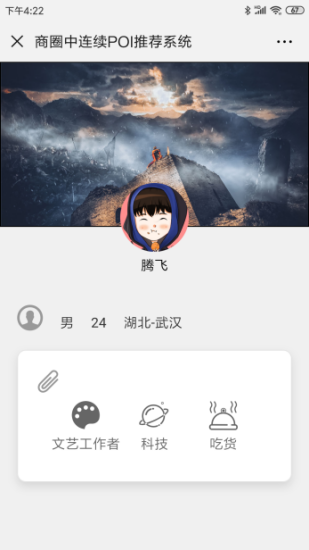 下午4:22
67
商圈中连续POI推荐系统
腾飞
男 24 湖北-武汉
文艺工作者 科技 吃货